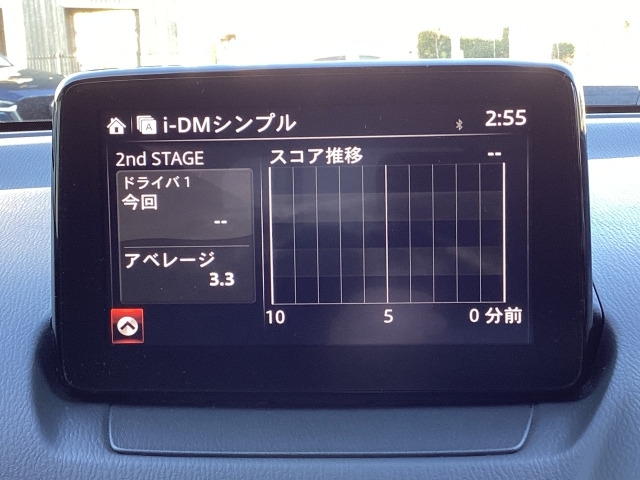 A i-DMシンプル 2:55
2nd STAGE
ドライバ 1
今回
--
アベレージ
3.3
スコア推移 --
10 5 0 分前